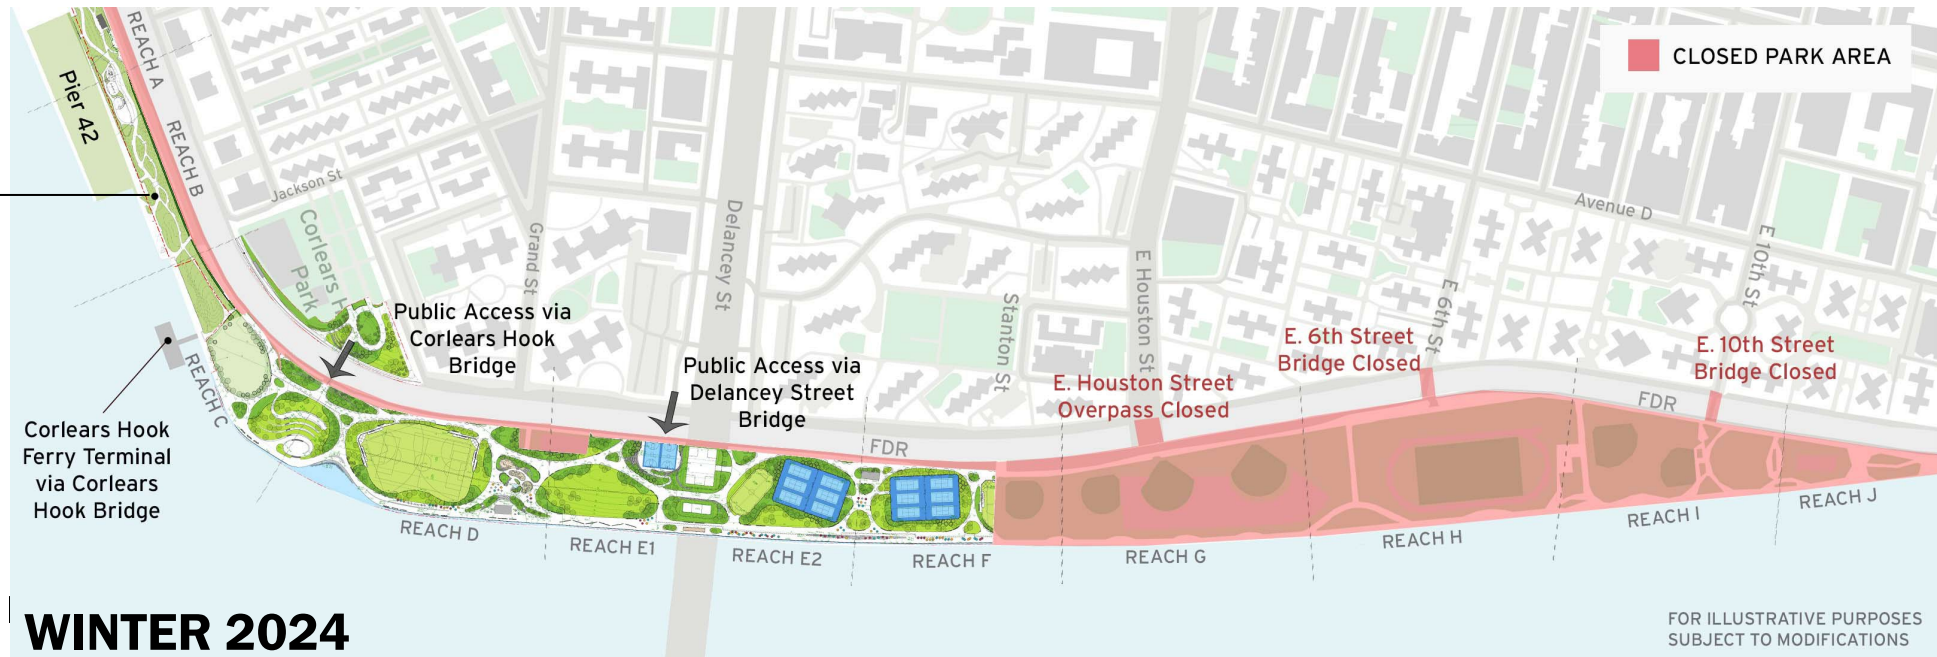 CLOSED PARK AREA
REACH A
Pier 42
REACH B
Jackson St
Corlears H
Park
Grand St
Delancey St
Stanton St
E Houston St
E 6th St
Avenue D
E 10th St
Public Access via
Corlears Hook
Bridge
Public Access via
Delancey Street
Bridge
E. Houston Street
Overpass Closed
E. 6th Street
Bridge Closed
E. 10th Street
Bridge Closed
FDR
FDR
Corlears Hook
Ferry Terminal
via Corlears
Hook Bridge
REACH C
REACH D
REACH E1
REACH E2
REACH F
REACH G
REACH H
REACH I
REACH J
WINTER 2024
FOR ILLUSTRATIVE PURPOSES
SUBJECT TO MODIFICATIONS